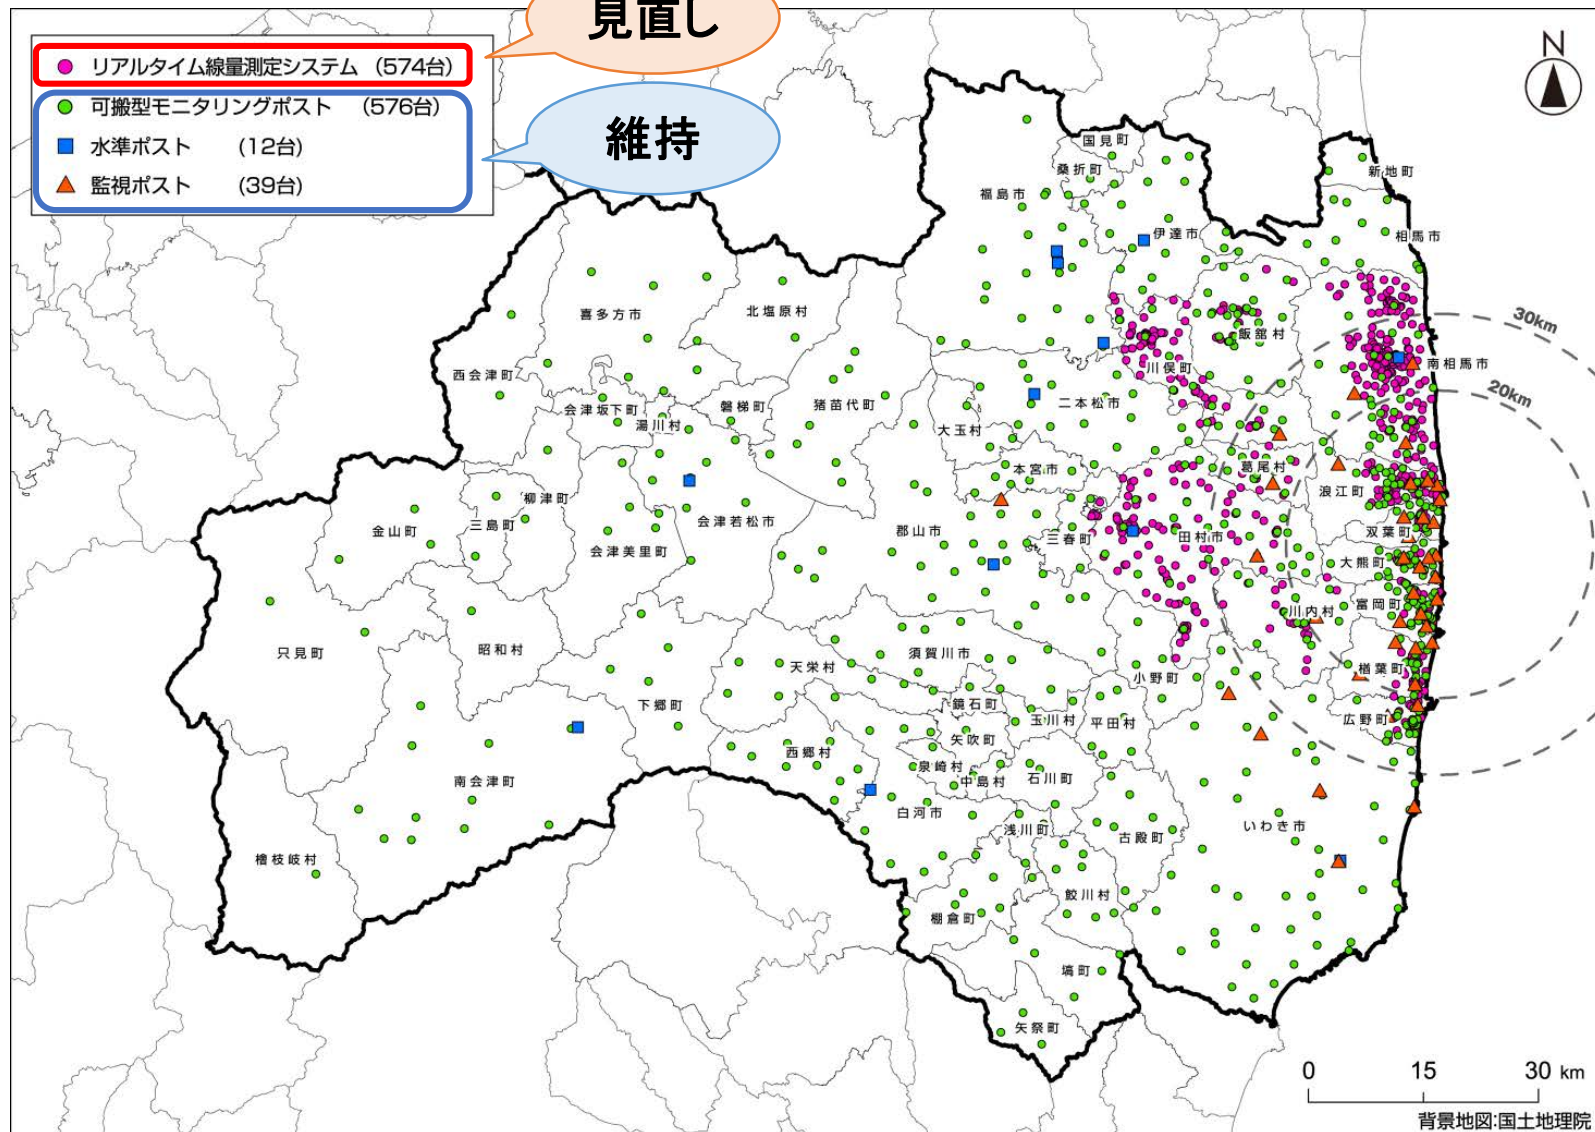 見直し
リアルタイム線量測定システム (574台)
可搬型モニタリングポスト (576台)
維持
水準ポスト (12台)
監視ポスト (39台)
N
国見町
桑折町
新地町
福島市
伊達市
相馬市
喜多方市
北塩原村
飯舘村
30km
川俣町
南相馬市
西会津町
20km
会津坂下町
磐梯町
猪苗代町
二本松市
湯川村
大玉村
本宮市
葛尾村
浪江町
柳津町
三島町
会津若松市
金山町
郡山市
双葉町
田村市
三春町
会津美里町
大熊町
富岡町
川内村
昭和村
只見町
須賀川市
天栄村
楢葉町
小野町
下郷町
鏡石町
玉川村
平田村
広野町
矢吹町
西郷村
泉崎村
石川町
南会津町
中島村
白河市
浅川町
古殿町
いわき市
檜枝岐村
鮫川村
棚倉町
塙町
矢祭町
0 15 30 km
背景地図:国土地理院